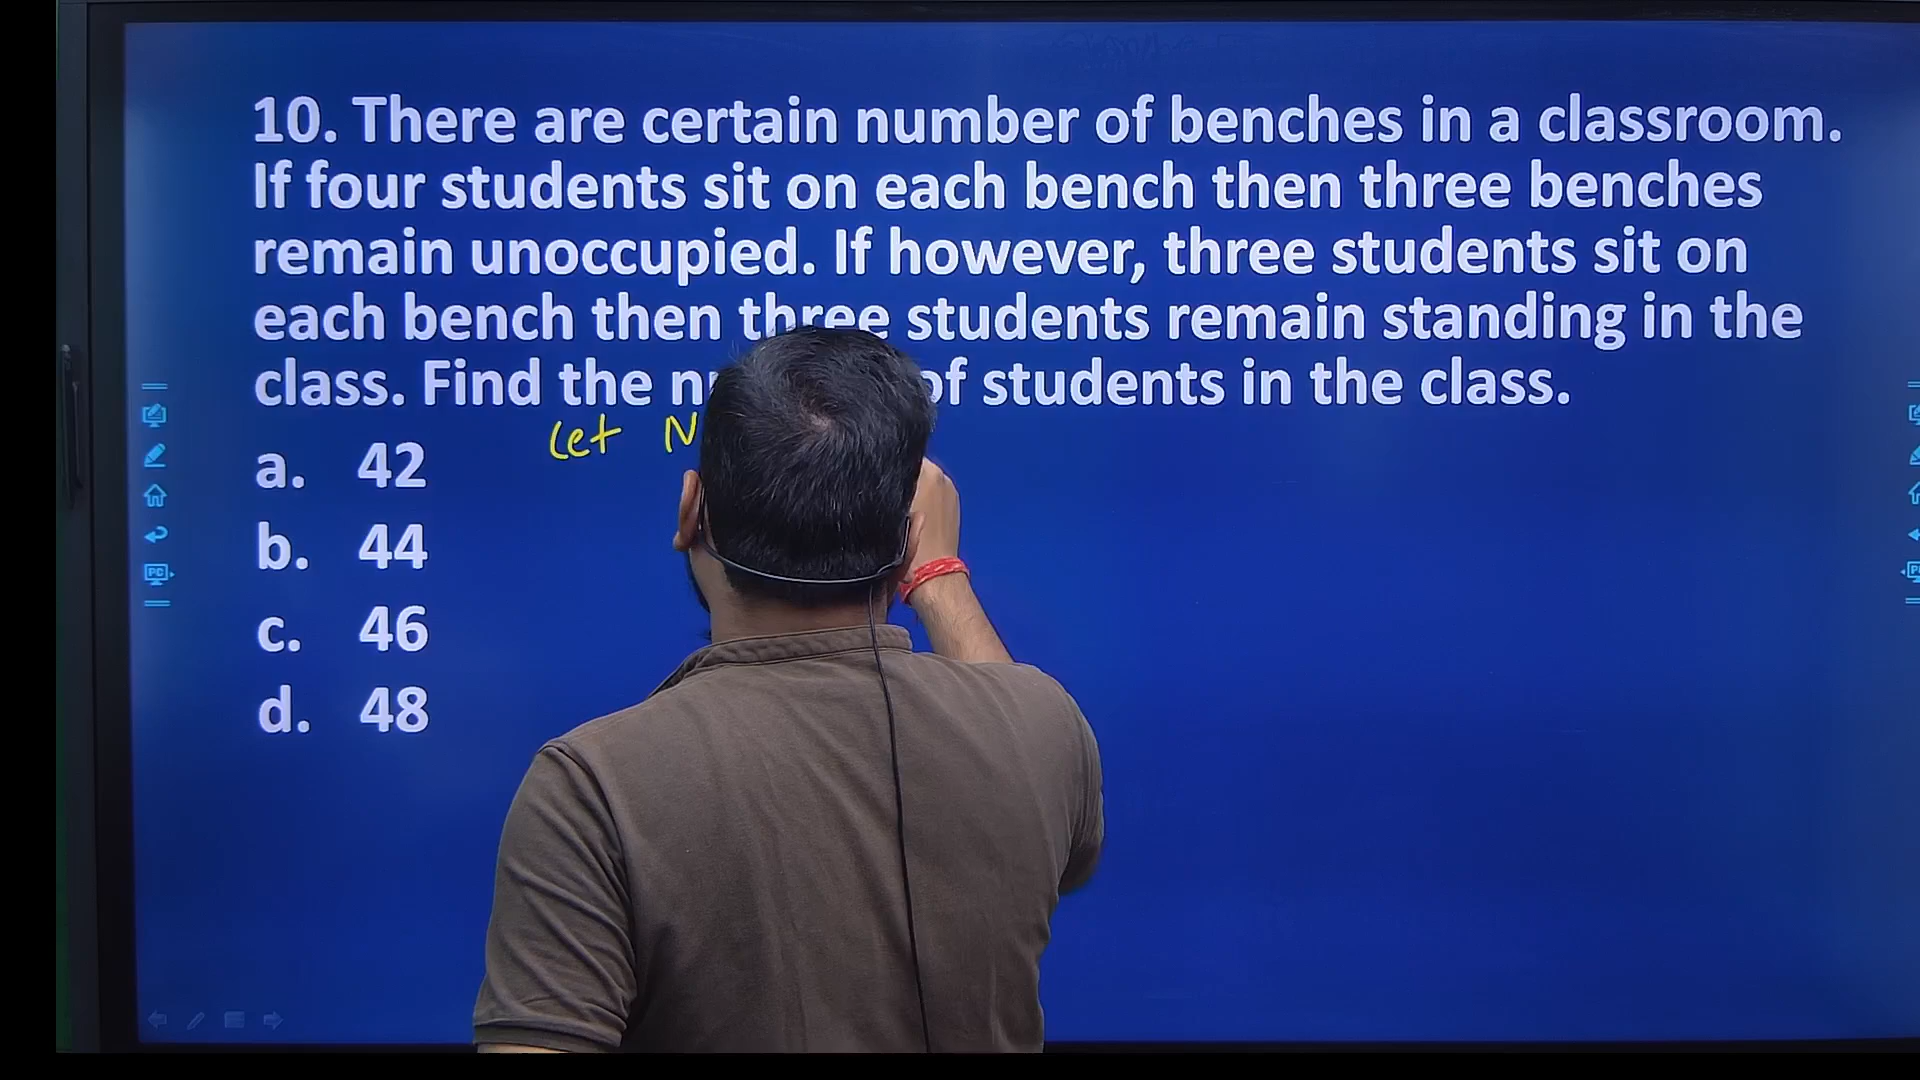 10. There are certain number of benches in a classroom.
If four students sit on each bench then three benches
remain unoccupied. If however, three students sit on
each bench then three students remain standing in the
class. Find the of students in the class.
Let N
a. 42
b. 44
c. 46
d. 48
PC